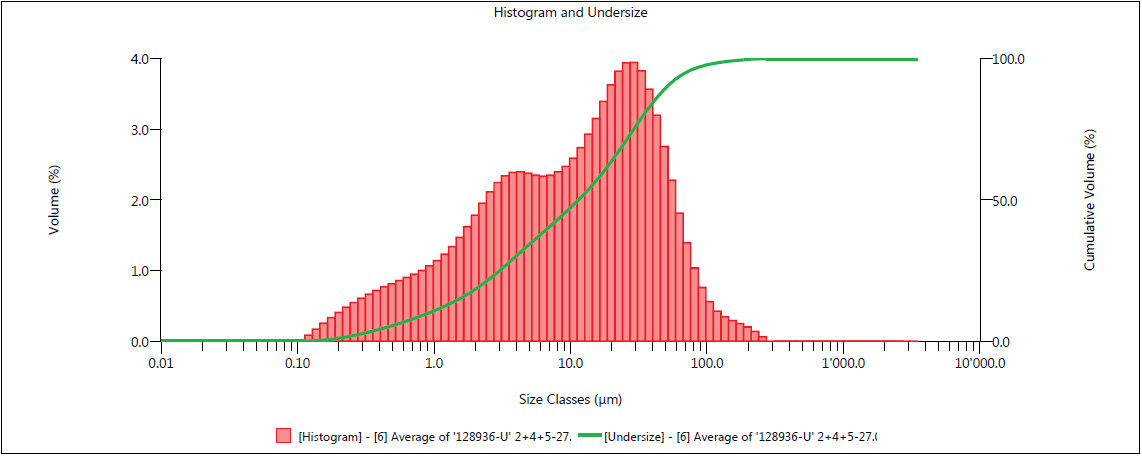 Histogram and Undersize
4.0
3.0
2.0
1.0
0.0
Volume (%)
100.0
50.0
0.0
Cumulative Volume (%)
0.01 0.10 1.0 10.0 100.0 1'000.0 10'000.0
Size Classes (µm)
[Histogram] - [6] Average of '128936-U' 2+4+5-27. [Undersize] - [6] Average of '128936-U' 2+4+5-27.(